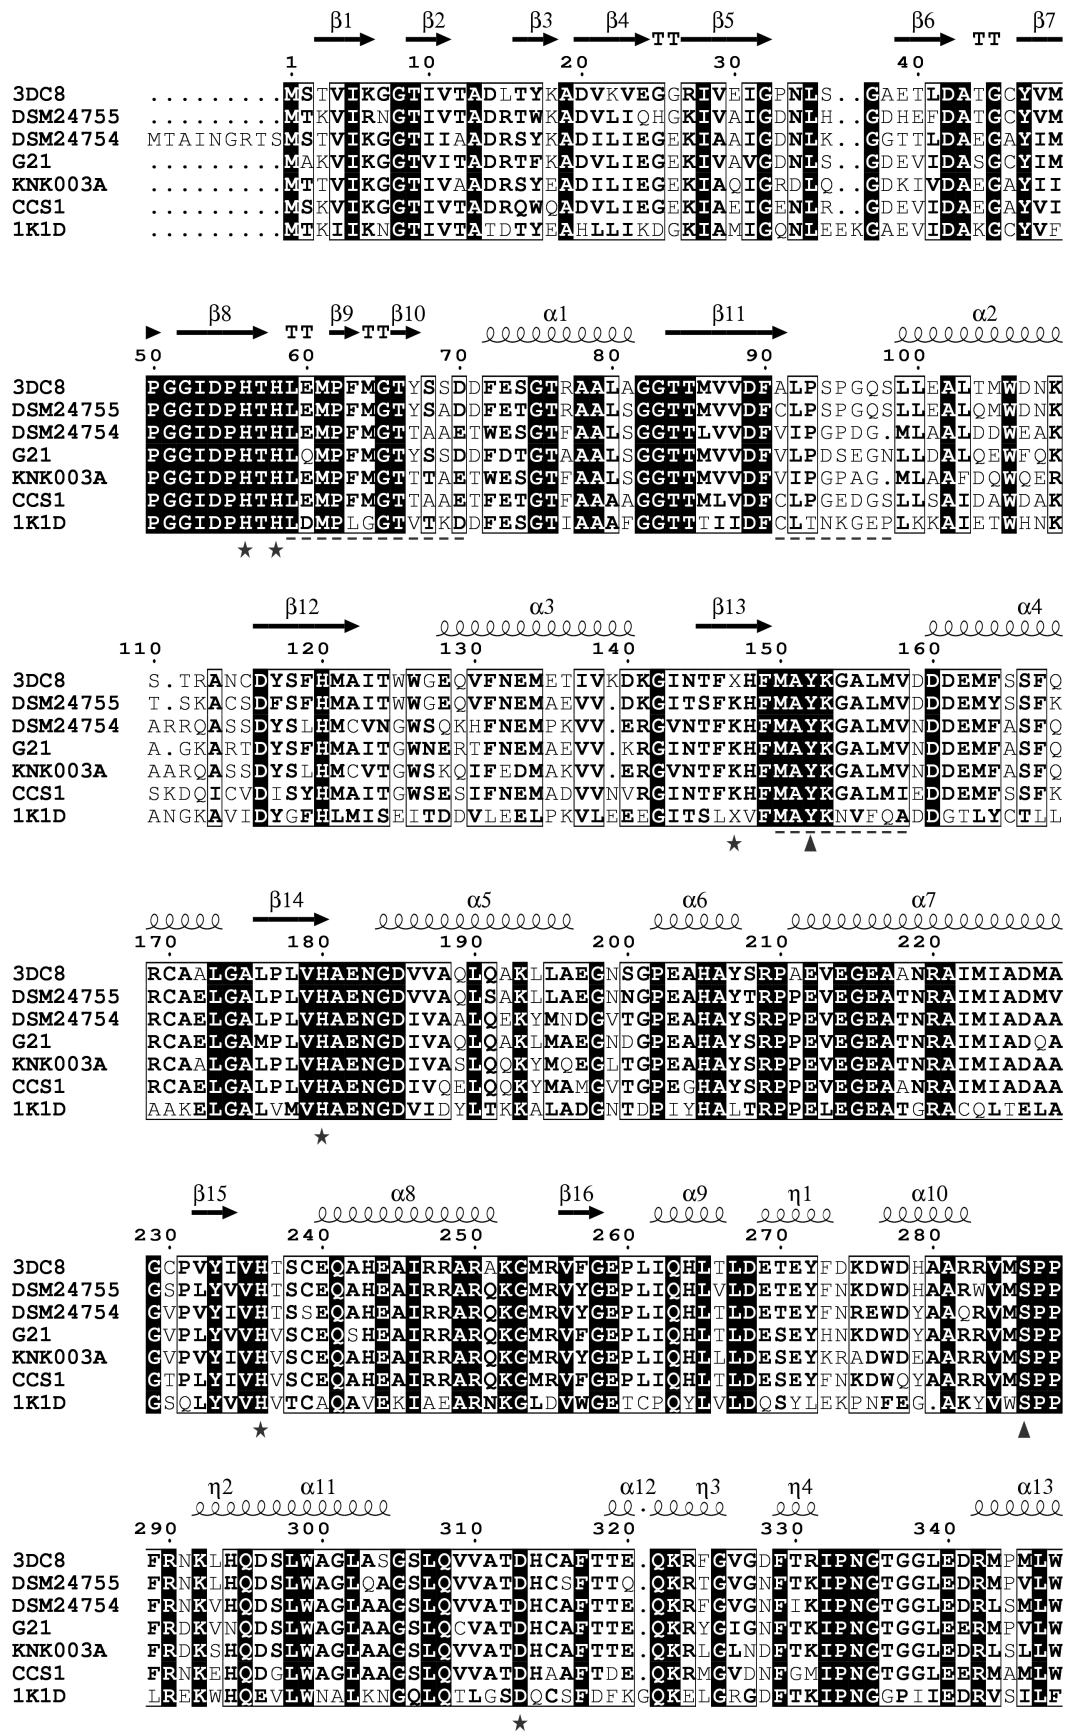 β1 β2 β3 β4 TT β5 β6 TT β7
1 10 20 30 40
3DC8 .........MSTVIKGGTIVTADLTYKADVKVEGGRIVEIGPNLS..GAETLDATGCYVM
DSM24755 .........MTKVIRNGTIVTADRTWKADVLIQHGKIVAIGDNLH..GDHEFDATGCYIM
DSM24754 MTAINGRTSMSTVIKGGTIIAADRSYKADILIEGEKIVAIGDNLK..GGTTLDAEGAYIM
G21 .........MAKVIKGGTVITADRTFKADVLIEGEKIVAVGDNLS..GDEVIDASGCYIM
KNK003A .........MTTVIKGGTIVAADRSYEADILIEGEKIAQIGRDLQ..GDKIVDAEGAYII
CCS1 .........MSKVIKGGTIVTADRQWQADVLIEGEKIAEIGENLR..GDEVIDAEGAYVI
1K1D .........MTKIIKNGTIVTATDTYEAHLLIKDGKIAMIGQNLEEKGAEVIDAKGCYVF
β8 TT β9 TT β10 α1 β11 α2
50 60 70 80 90 100
3DC8 PGGIDPHTHLEMPFMGTYSSDDFESGTRAALAGGTTMVVDFALPSPGQSLLEALTMWDNK
DSM24755 PGGIDPHTHLEMPFMGTYSADDFETGTRAALSGGTTMVVDFCLPSPGQSLLEALQMWDNK
DSM24754 PGGIDPHTHLEMPFMGTTAAETWESGTFAALSGGTTLVVDFVIPGPDG.MLAALDDWEAK
G21 PGGIDPHTHLQMPFMGTYSSDDFDTGTAAALSGGTTMVVDFVLPDSEGNLLDALQEWFQK
KNK003A PGGIDPHTHLEMPFMGTTTAETWESGTFAALSGGTTMVVDFVIPGPAG.MLAAFDQWQER
CCS1 PGGIDPHTHLEMPFMGTTAAETFETGTFAAAAGGTTMLVDFCLPGEDGSLLSAIDAWDAK
1K1D PGGIDPHTHLDMPLGGTVTKDDFESGTIAAAFGGTTTIIDFCLTNKGEPLKKAIETWHNK
β12 α3 β13 α4
110 120 130 140 150 160
3DC8 S.TRANCDYSFHMAITWWGEQVFNEMETIVKDKGINTFXHFMAYKGALMVDDDEMFSSFQ
DSM24755 T.SKACSDFSFHMAITWWGEQVFNEMAEVV.DKGITSFKHFMAYKGALMVNDDEMYSSFK
DSM24754 ARRQASSDYSLHMCVNGWSQKHFNEMPKVV.ERGVNTFKHFMAYKGALMVNDDEMFASFQ
G21 A.GKARTDYSFHMAITGWNERTFNEMAEVV.KRGINTFKHFMAYKGALMVNDDEMFASFQ
KNK003A AARQASSDYSLHMCVTGWSKQIFEDMAKVV.ERGVNTFKHFMAYKGALMVNDDEMFASFQ
CCS1 SKDQICVDISYHMAITGWSESIFNEMADVVNVRGINTFKHFMAYKGALMIEDDEMFSSFK
1K1D ANGKAVIDYGFHLMISEITDDVLEELPKVLEEEGITSLXVFMAYKNVFQADDGTLYCTLL
β14 α5 α6 α7
170 180 190 200 210 220
3DC8 RCAALGALPLVHAENGDVVAQLQAKLLAEGNSGPEAHAYSRPAEVEGEAANRAIMIADMA
DSM24755 RCAELGALPLVHAENGDVVAQLSAKLLAEGNNGPEAHAYTRPPEVEGEATNRAIMIADMV
DSM24754 RCAELGALPLVHAENGDIVAALQEKYMNDGVTGPEAHAYSRPPEVEGEATNRAIMIADAA
G21 RCAELGAMPLVHAENGDIVAQLQAKLMAEGNDGPEAHAYSRPPEVEGEATNRAIMIADQA
KNK003A RCAALGALPLVHAENGDIVASLQQKYMQEGLTGPEAHAYSRPPEVEGEATNRAIMIADAA
CCS1 RCAELGALPLVHAENGDIVQELQQKYMAMGVTGPEGHAYSRPPEVEGEAANRAIMIADAA
1K1D AAKELGALVMVHAENGDVIDYLTKKALADGNTDPIYHALTRPPELEGEATGRACQLTELA
β15 α8 β16 α9 η1 α10
230 240 250 260 270 280
3DC8 GCPVYIVHTSCEQAHEAIRRARAKGMRVFGEPLIQHLTLDETEYFDKDWDHAARRVMSPP
DSM24755 GSPLYVVHTSCEQAHEAIRRARQKGMRVYGEPLIQHLVLDETEYFNKDWDHAARWVMSPP
DSM24754 GVPVYIVHTSSEQAHEAIRRARQKGMRVYGEPLIQHLTLDETEYFNREWDYAAQRVMSPP
G21 GVPLYVVHVSCEQSHEAIRRARQKGMRVFGEPLIQHLTLDESEYHNKDWDYAARRVMSPP
KNK003A GVPVYIVHVSCEQAHEAIRRARQKGMRVYGEPLIQHLLLDESEYKRADWDEAARRVMSPP
CCS1 GTPLYIVHVSCEQAHEAIRRARQKGMRVFGEPLIQHLTLDESEYFNKDWQYAARRVMSPP
1K1D GSQLYVVHVTCAQAVEKIAEARNKGLDVWGETCPQYLVLDQSYLEKPNFEG.AKYVWSPP
η2 α11 α12 η3 η4 α13
290 300 310 320 330 340
3DC8 FRNKLHQDSLWAGLASGSLQVVATDHCAFTTE.QKRFGVGDFTRIPNGTGGLEDRMPMLW
DSM24755 FRNKLHQDSLWAGLQAGSLQVVATDHCSFTTQ.QKRTGVGNFTKIPNGTGGLEDRMPVLW
DSM24754 FRNKVHQDSLWAGLAAGSLQVVATDHCAFTTE.QKRFGVGNFIKIPNGTGGLEDRLSMLW
G21 FRDKVNQDSLWAGLAAGSLQCVATDHCAFTTE.QKRYGIGNFTKIPNGTGGLEERMPVLW
KNK003A FRDKSHQDSLWAGLAAGSLQVVATDHCAFTTE.QKRLGLNDFTKIPNGTGGLEDRLSLLW
CCS1 FRNKEHQDGLWAGLAAGSLQVVATDHAAFTDE.QKRMGVDNFGMIPNGTGGLEERMAMLW
1K1D LREKWHQEVLWNALKNGQLQTLGSDQCSFDFKGQKELGRGDFTKIPNGGPIIEDRVSILF